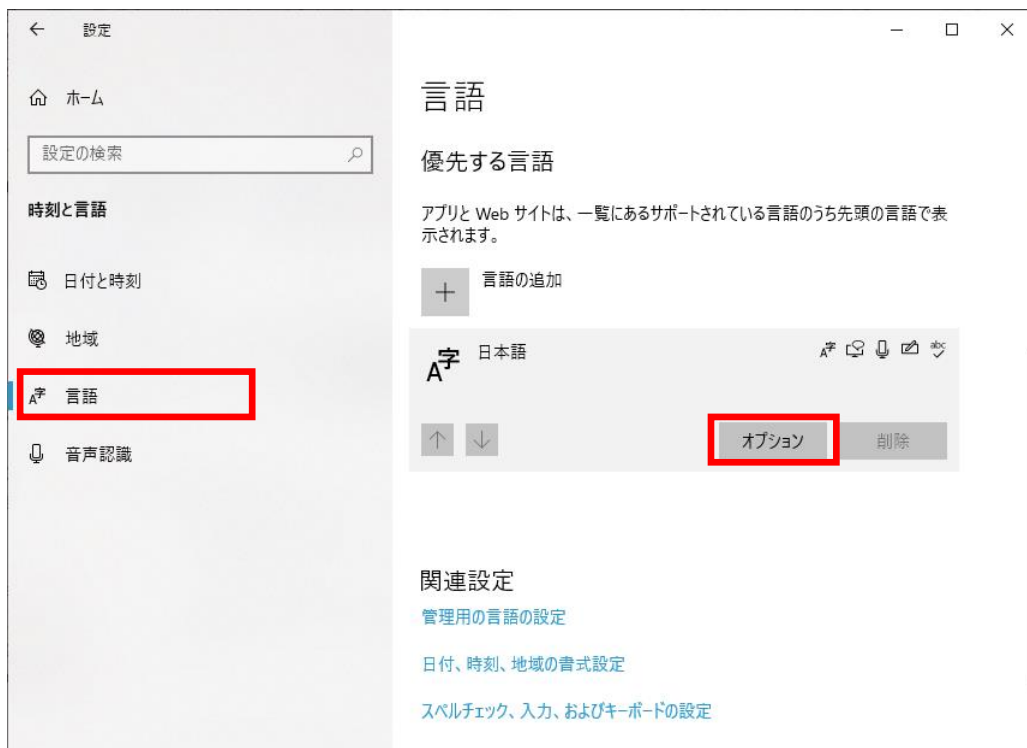 設定
ホーム
設定の検索
時刻と言語
日付と時刻
地域
言語
音声認識
言語
優先する言語
アプリと Web サイトは、一覧にあるサポートされている言語のうち先頭の言語で表
示されます。
言語の追加
日本語
オプション
削除
関連設定
管理用の言語の設定
日付、時刻、地域の書式設定
スペルチェック、入力、およびキーボードの設定